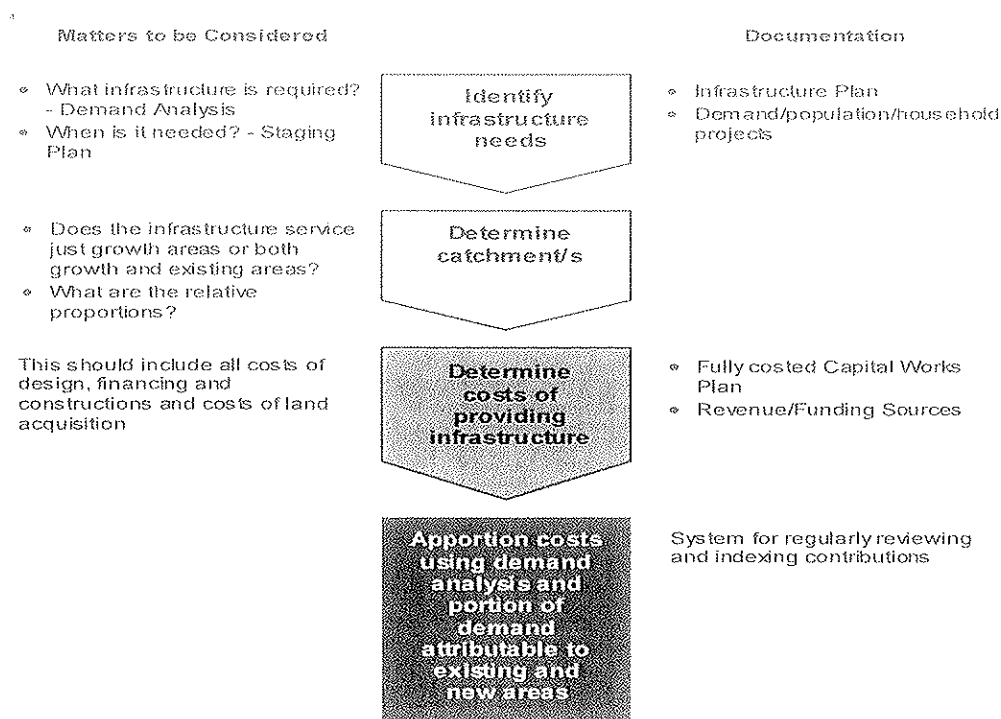 Matters to be Considered
Documentation
• What infrastructure is required?
- Demand Analysis
• When is it needed? - Staging
Plan
Identify
infrastructure
needs
• Infrastructure Plan
• Demand/population/household
projects
• Does the infrastructure service
just growth areas or both
growth and existing areas?
• What are the relative
proportions?
Determine
catchment/s
This should include all costs of
design, financing and
constructions and costs of land
acquisition
Determine
costs of
providing
infrastructure
• Fully costed Capital Works
Plan
• Revenue/Funding Sources
Apportion costs
using demand
analysis and
portion of
demand
attributable to
existing and
new areas
System for regularly reviewing
and indexing contributions